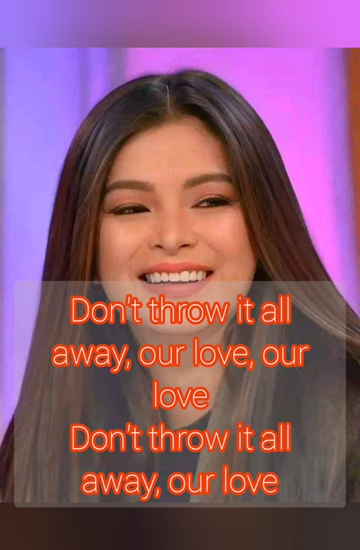 Don't throw it all
away, our love, our
love
Don't throw it all
away, our love